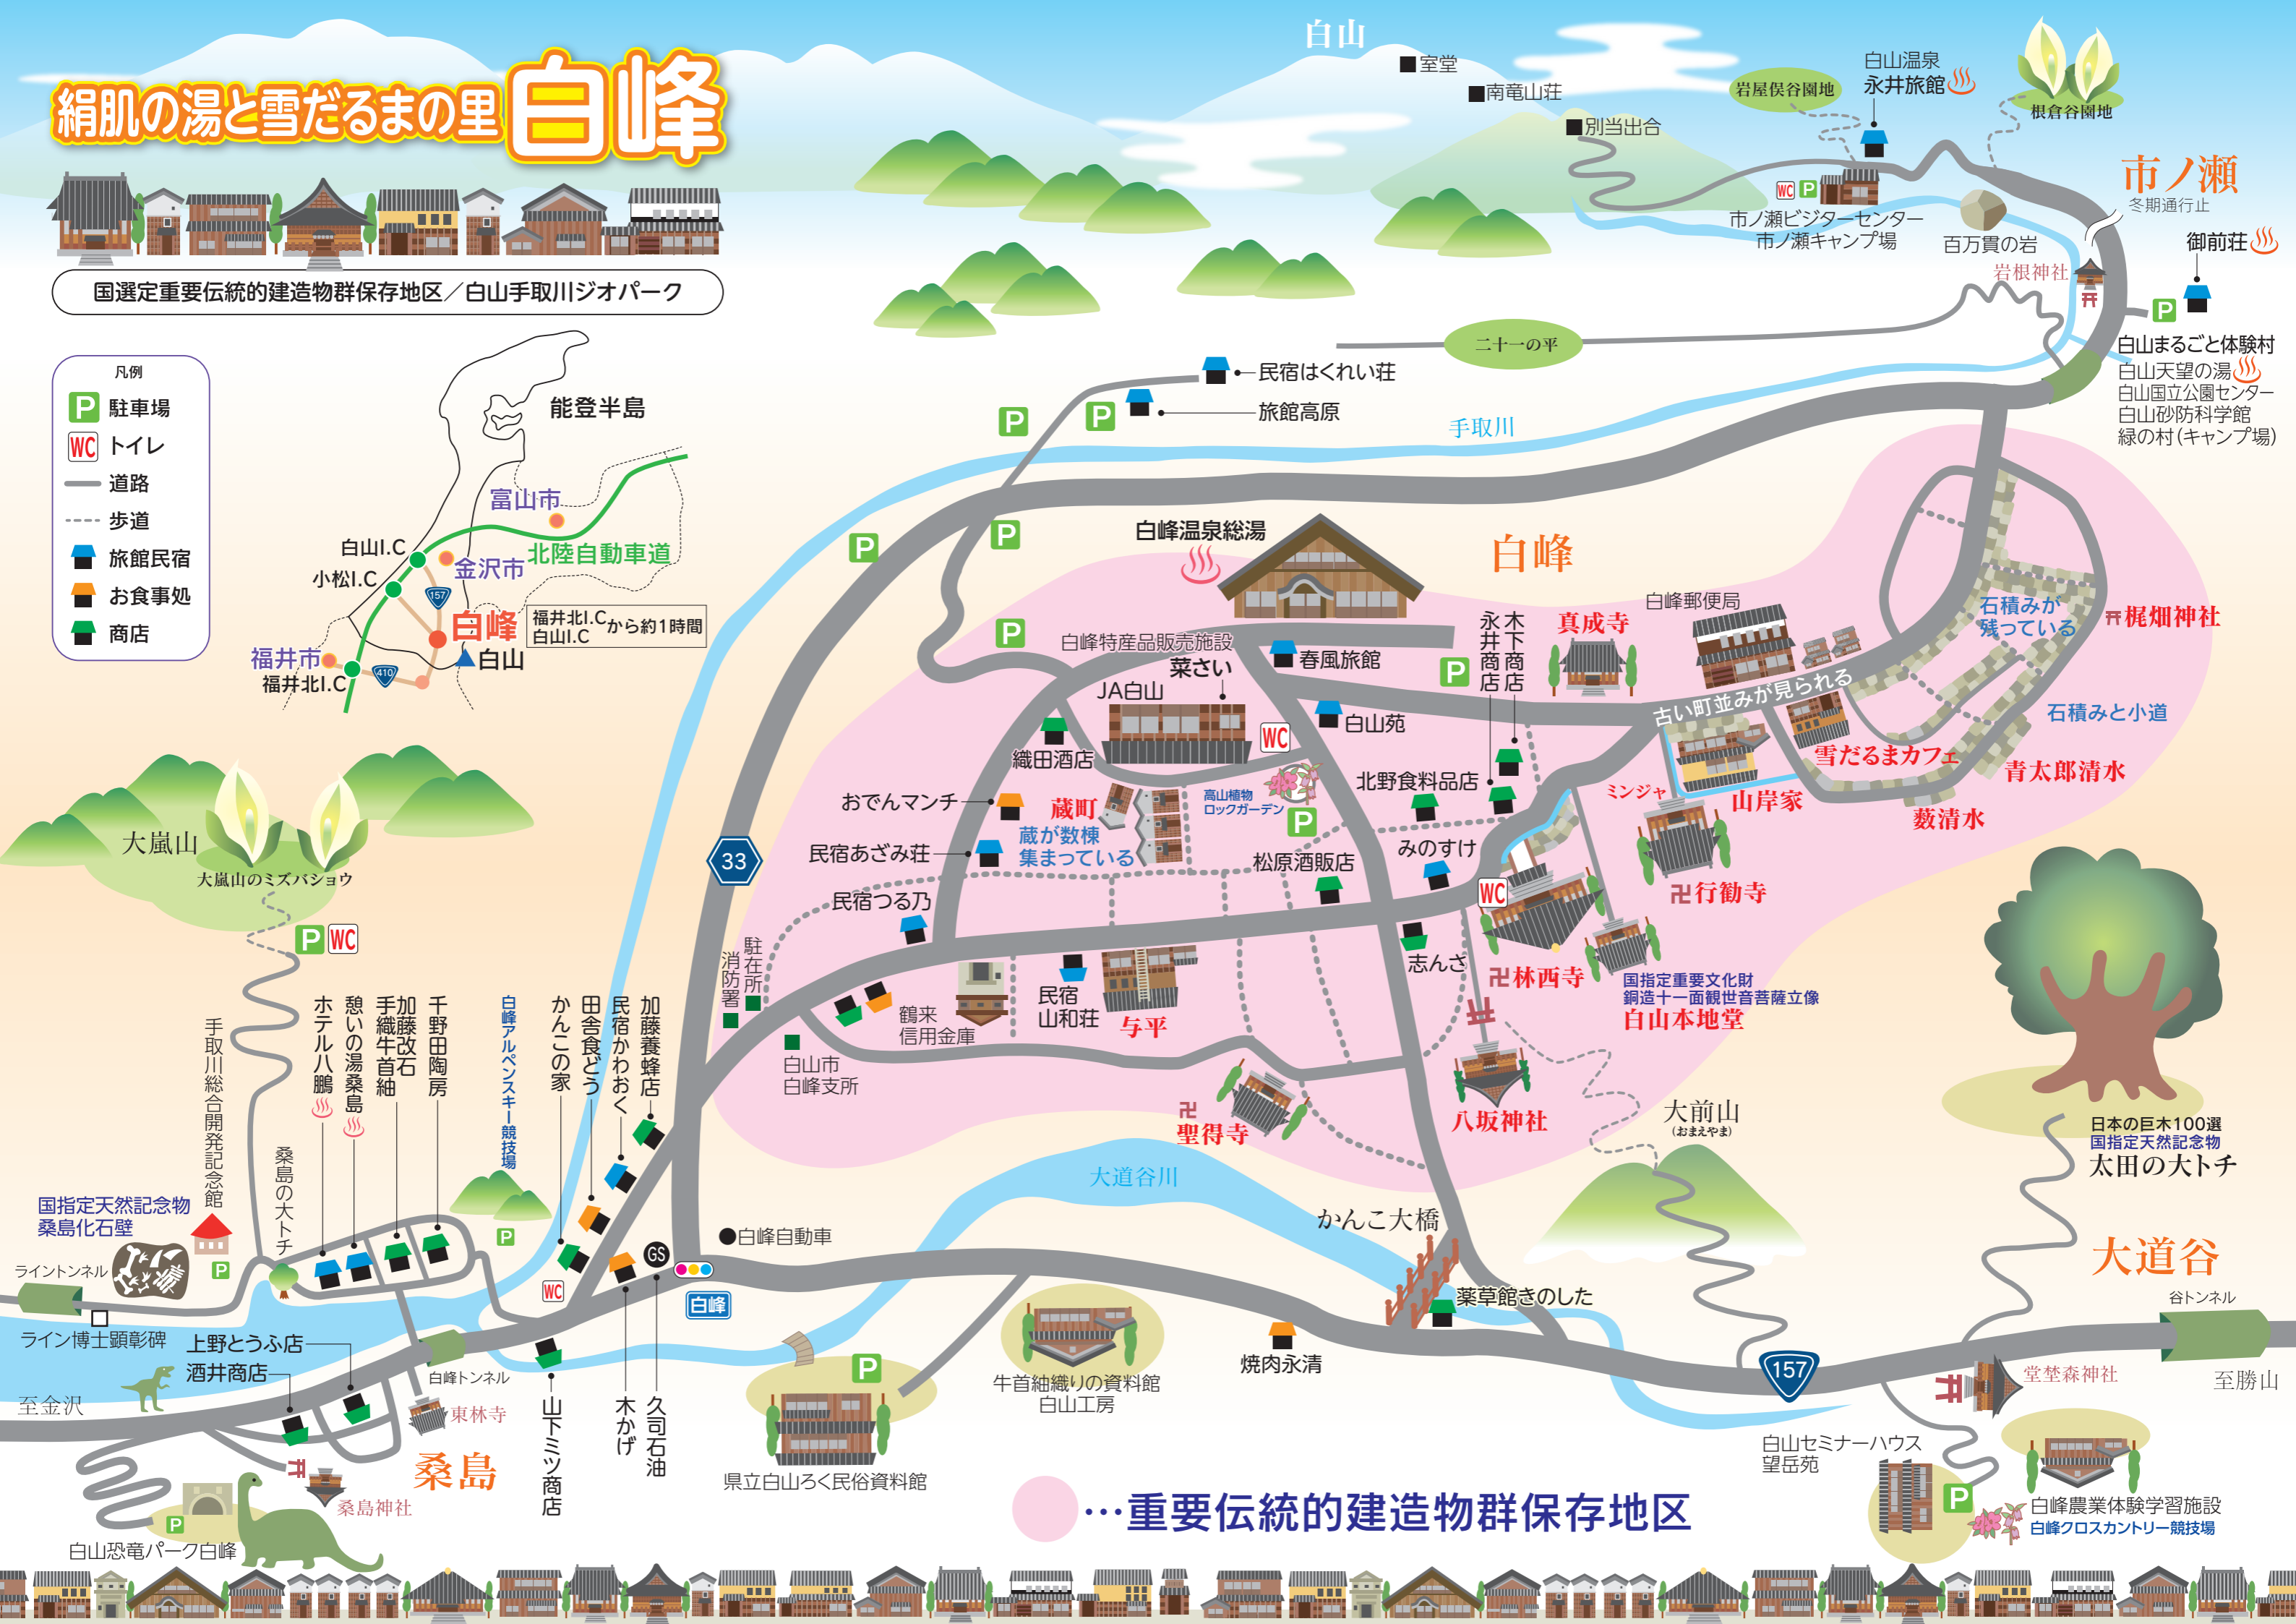 絹肌の湯と雪だるまの里 白峰
国選定重要伝統的建造物群保存地区／白山手取川ジオパーク
凡例
P 駐車場
WC トイレ
道路
歩道
旅館民宿
お食事処
商店
能登半島
富山市
北陸自動車道
白山I.C
金沢市
小松I.C
157
白峰
福井北I.C
白山I.C
から約1時間
白山
福井市
福井北I.C
410
白山
室堂
南竜山荘
別当出合
岩屋俣谷園地
白山温泉
永井旅館
根倉谷園地
市ノ瀬
冬期通行止
WC P
市ノ瀬ビジターセンター
市ノ瀬キャンプ場
百万貫の岩
岩根神社
御前荘
P
白山まるごと体験村
白山天望の湯
白山国立公園センター
白山砂防科学館
緑の村（キャンプ場）
二十一の平
民宿はくれい荘
旅館高原
P
P
手取川
P
P
白峰温泉総湯
白峰
白峰郵便局
石積みが
残っている
梶畑神社
P
白峰特産品販売施設
菜さい
春風旅館
P
永井商店
木下商店
真成寺
古い町並みが見られる
JA白山
白山苑
WC
織田酒店
石積みと小道
雪だるまカフェ
青太郎清水
おでんマンチ
蔵町
蔵が数棟
集まっている
高山植物
ロックガーデン
P
北野食料品店
ミンジャ
山岸家
薮清水
民宿あざみ荘
松原酒販店
みのすけ
33
WC
行勧寺
民宿つる乃
駐在所
消防署
志んさ
林西寺
国指定重要文化財
銅造十一面観世音菩薩立像
白山本地堂
鶴来
信用金庫
民宿
山和荘
与平
白山市
白峰支所
聖得寺
八坂神社
大前山
（おまえやま）
日本の巨木100選
国指定天然記念物
太田の大トチ
大道谷
大嵐山
大嵐山のミズバショウ
P WC
手取川総合開発記念館
桑島の大トチ
ホテル八鵬
憩いの湯桑島
手織牛首紬
加藤改石
千野田陶房
白峰アルペンスキー競技場
P
かんこの家
田舎食どう
民宿かわおく
加藤養蜂店
国指定天然記念物
桑島化石壁
P
ライントンネル
ライン博士顕彰碑
上野とうふ店
酒井商店
至金沢
白峰トンネル
東林寺
桑島
桑島神社
P
白山恐竜パーク白峰
WC
GS
白峰自動車
白峰
山下ミツ商店
木かげ
久司石油
大道谷川
かんこ大橋
薬草館きのした
焼肉永清
P
県立白山ろく民俗資料館
牛首紬織りの資料館
白山工房
157
谷トンネル
至勝山
堂埜森神社
白山セミナーハウス
望岳苑
P
白峰農業体験学習施設
白峰クロスカントリー競技場
…重要伝統的建造物群保存地区